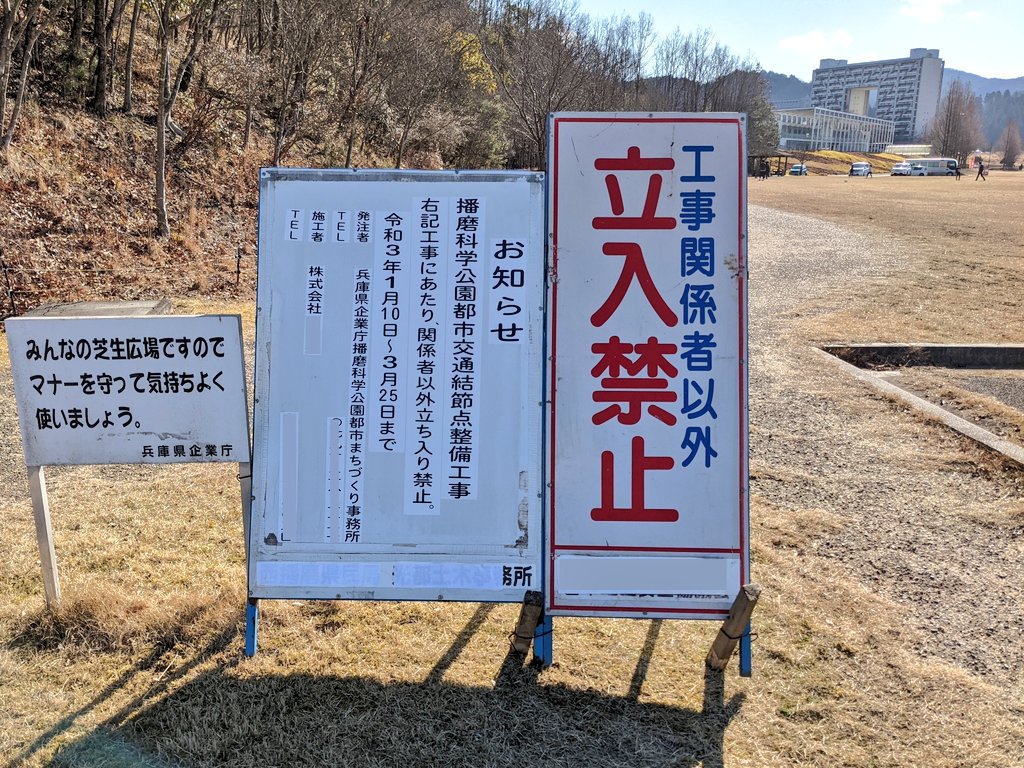 みんなの芝生広場ですので
マナーを守って気持ちよく
使いましょう。
兵庫県企業庁
お知らせ
播磨科学公園都市交通結節点整備工事
右記工事にあたり、関係者以外立ち入り禁止。
令和3年1月10日~3月25日まで
発注者 兵庫県企業庁播磨科学公園都市まちづくり事務所
TEL
施工者 株式会社
TEL
務所
工事関係者以外
立入禁止